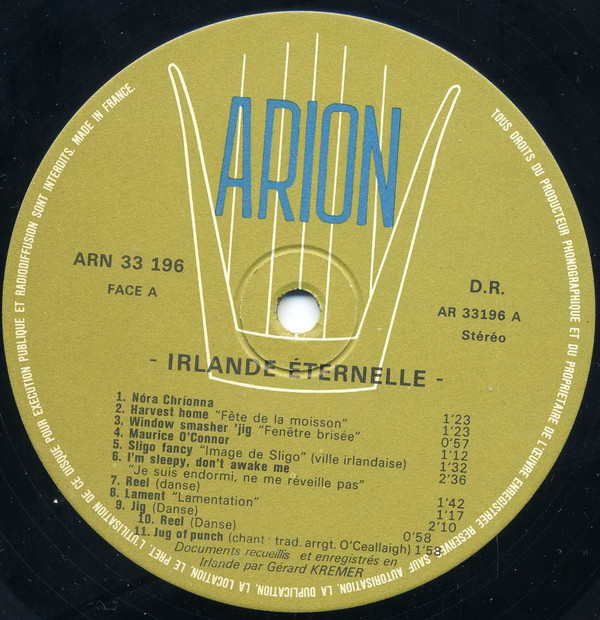 ARION
ARN 33 196
FACE A
D.R.
AR 33196 A
Stéréo
- IRLANDE ÉTERNELLE -
1. Nóra Chrionna 1'23
2. Harvest home "Fête de la moisson" 1'23
3. Window smasher 'jig "Fenêtre brisée" 0'57
4. Maurice O'Connor 1'12
5. Sligo fancy "Image de Sligo" (ville irlandaise) 1'32
6. I'm sleepy, don't awake me 2'36
"Je suis endormi, ne me réveille pas"
7. Reel (danse) 1'42
8. Lament "Lamentation" 1'17
9. Jig (Danse) 2'10
10. Reel (Danse) 0'58
11. Jug of punch (chant : trad. arrgt. O'Ceallaigh) 1'58
Documents recueillis et enregistrés en
Irlande par Gérard KREMER
TOUS DROITS DU PRODUCTEUR PHONOGRAPHIQUE ET DU PROPRIETAIRE DE L'ŒUVRE ENREGISTREE RESERVES. SAUF AUTORISATION, LA DUPLICATION, LA LOCATION, LE PRET, L'UTILISATION DE CE DISQUE POUR EXECUTION PUBLIQUE ET RADIODIFFUSION SONT INTERDITS. MADE IN FRANCE.